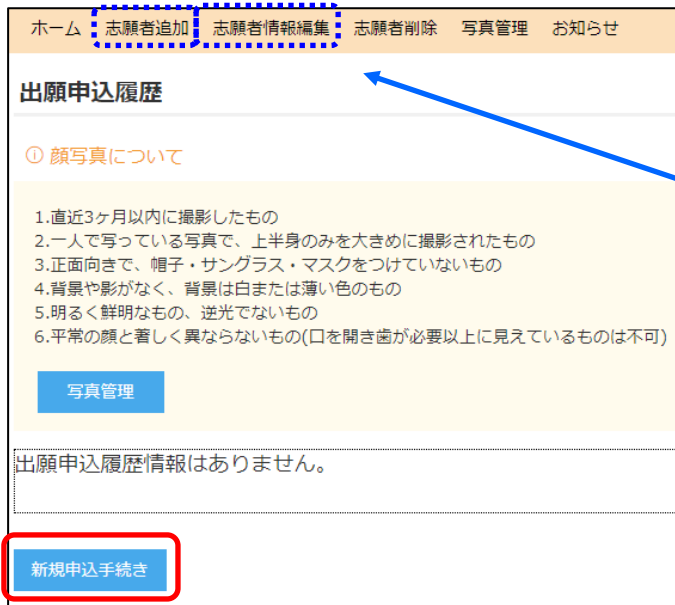 ホーム 志願者追加 志願者情報編集 志願者削除 写真管理 お知らせ
出願申込履歴
① 顔写真について
1.直近3ヶ月以内に撮影したもの
2.一人で写っている写真で、上半身のみを大きめに撮影されたもの
3.正面向きで、帽子・サングラス・マスクをつけていないもの
4.背景や影がなく、背景は白または薄い色のもの
5.明るく鮮明なもの、逆光でないもの
6.平常の顔と著しく異ならないもの(口を開き歯が必要以上に見えているものは不可)
写真管理
出願申込履歴情報はありません。
新規申込手続き